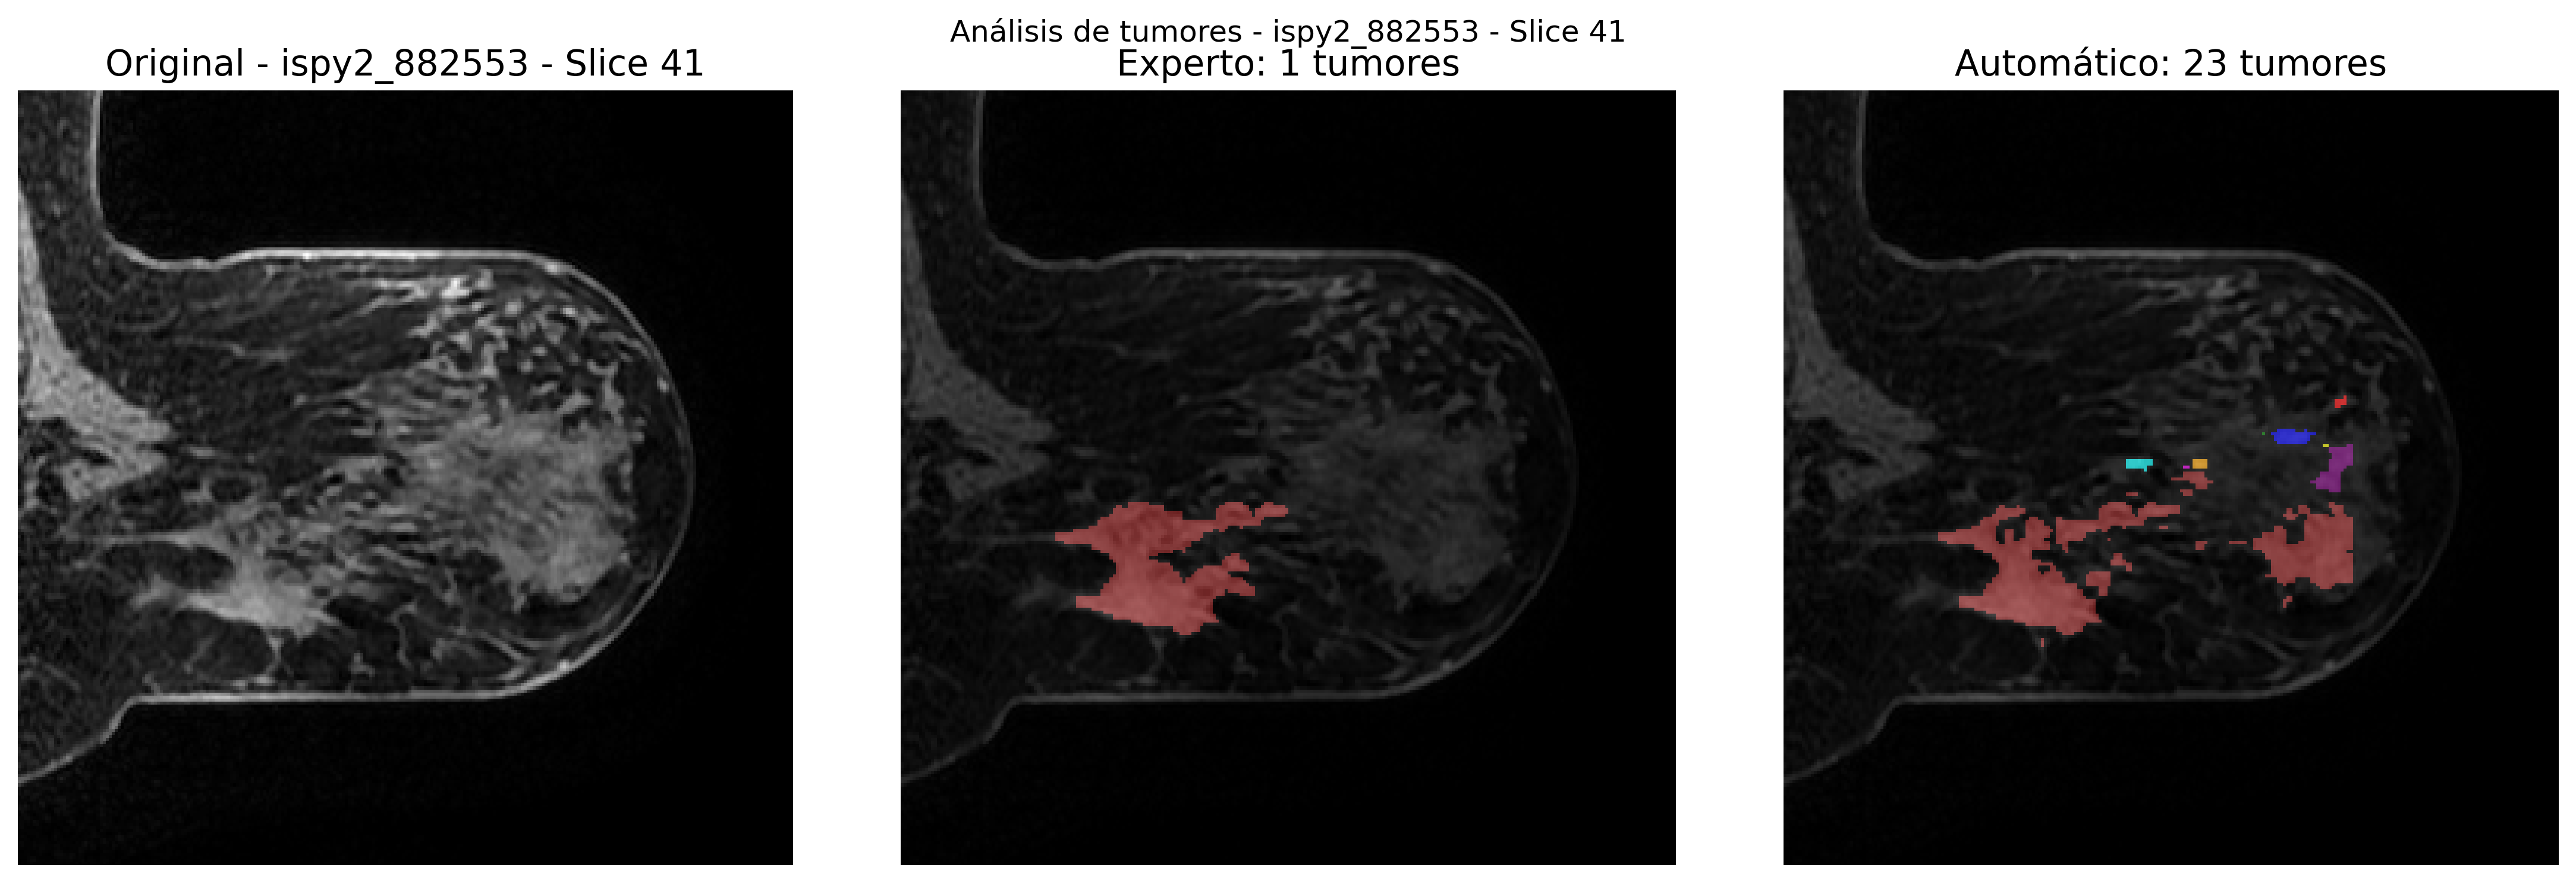 Análisis de tumores - ispy2_882553 - Slice 41
Original - ispy2_882553 - Slice 41
Experto: 1 tumores
Automático: 23 tumores